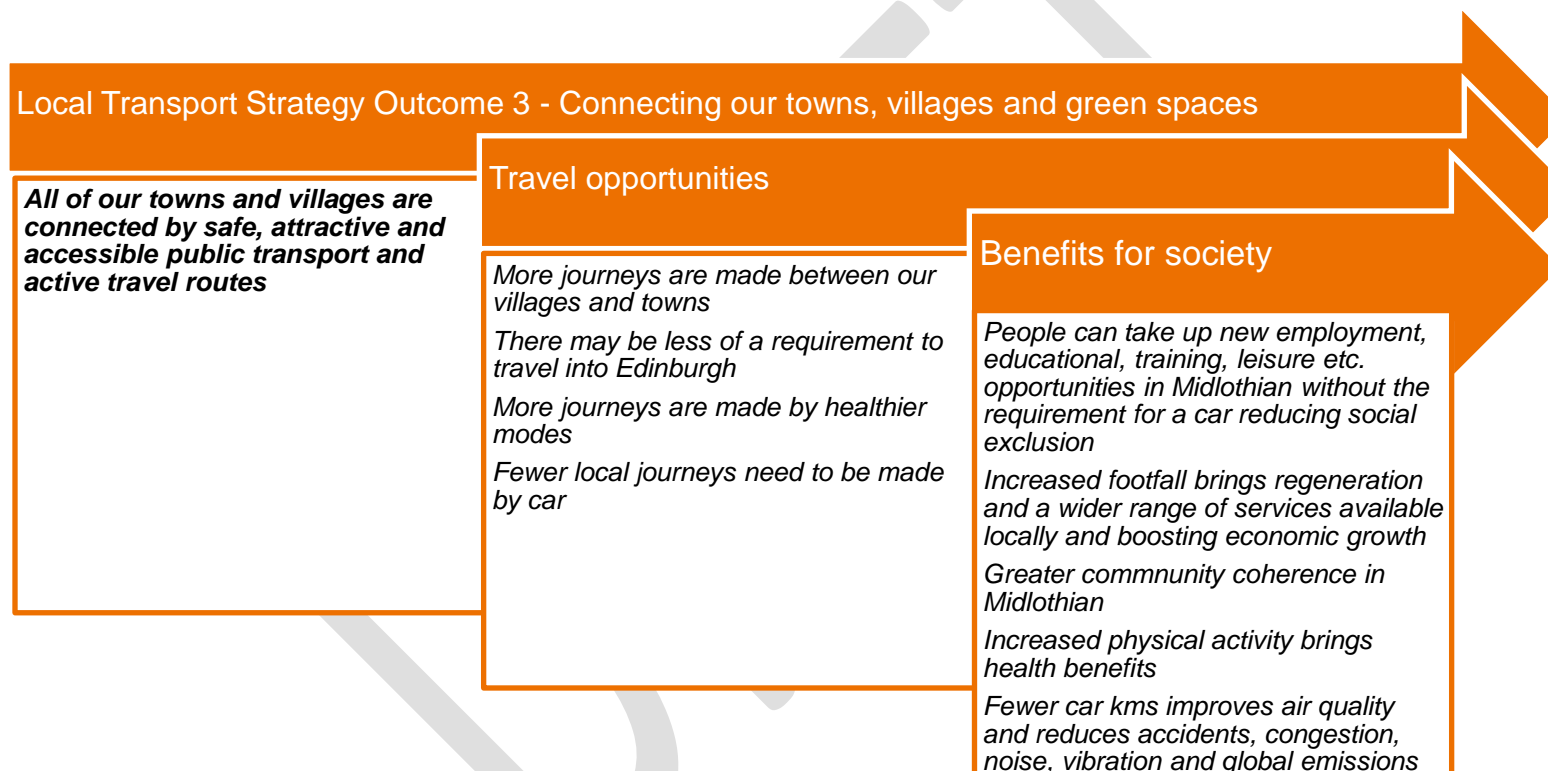 Local Transport Strategy Outcome 3 - Connecting our towns, villages and green spaces
All of our towns and villages are
connected by safe, attractive and
accessible public transport and
active travel routes
Travel opportunities
More journeys are made between our
villages and towns
There may be less of a requirement to
travel into Edinburgh
More journeys are made by healthier
modes
Fewer local journeys need to be made
by car
Benefits for society
People can take up new employment,
educational, training, leisure etc.
opportunities in Midlothian without the
requirement for a car reducing social
exclusion
Increased footfall brings regeneration
and a wider range of services available
locally and boosting economic growth
Greater commnunity coherence in
Midlothian
Increased physical activity brings
health benefits
Fewer car kms improves air quality
and reduces accidents, congestion,
noise, vibration and global emissions